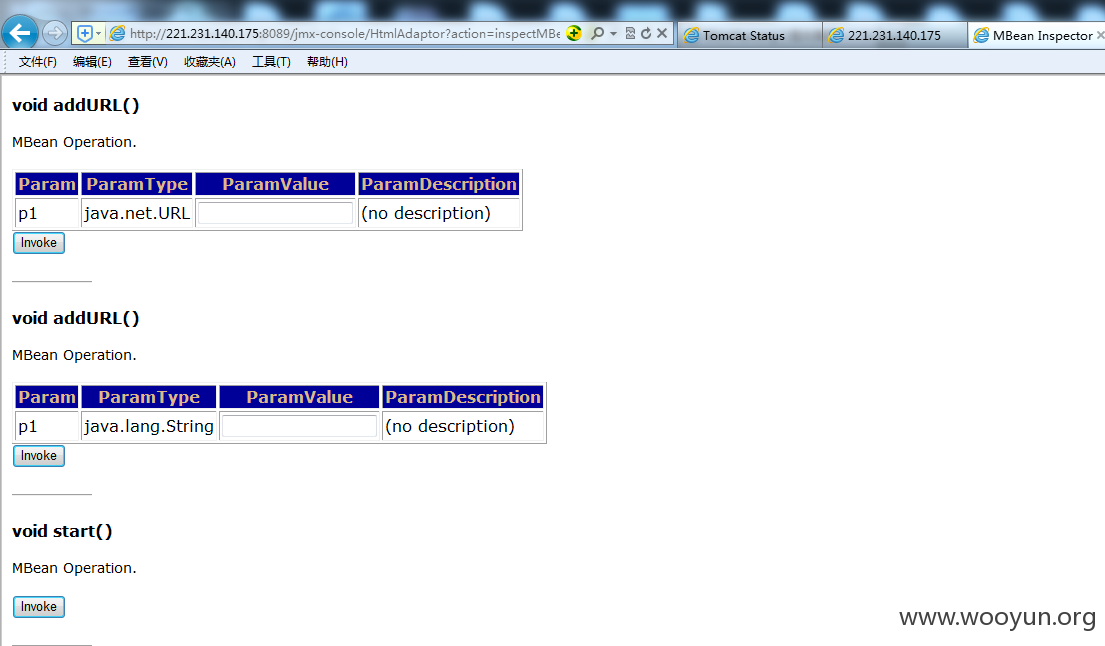 http://221.231.140.175:8089/jmx-console/HtmlAdaptor?action=inspectMBe
Tomcat Status
221.231.140.175
MBean Inspector
文件(F) 编辑(E) 查看(V) 收藏夹(A) 工具(T) 帮助(H)
void addURL()
MBean Operation.
Param ParamType ParamValue ParamDescription
p1 java.net.URL (no description)
Invoke
void addURL()
MBean Operation.
Param ParamType ParamValue ParamDescription
p1 java.lang.String (no description)
Invoke
void start()
MBean Operation.
Invoke
www.wooyun.org